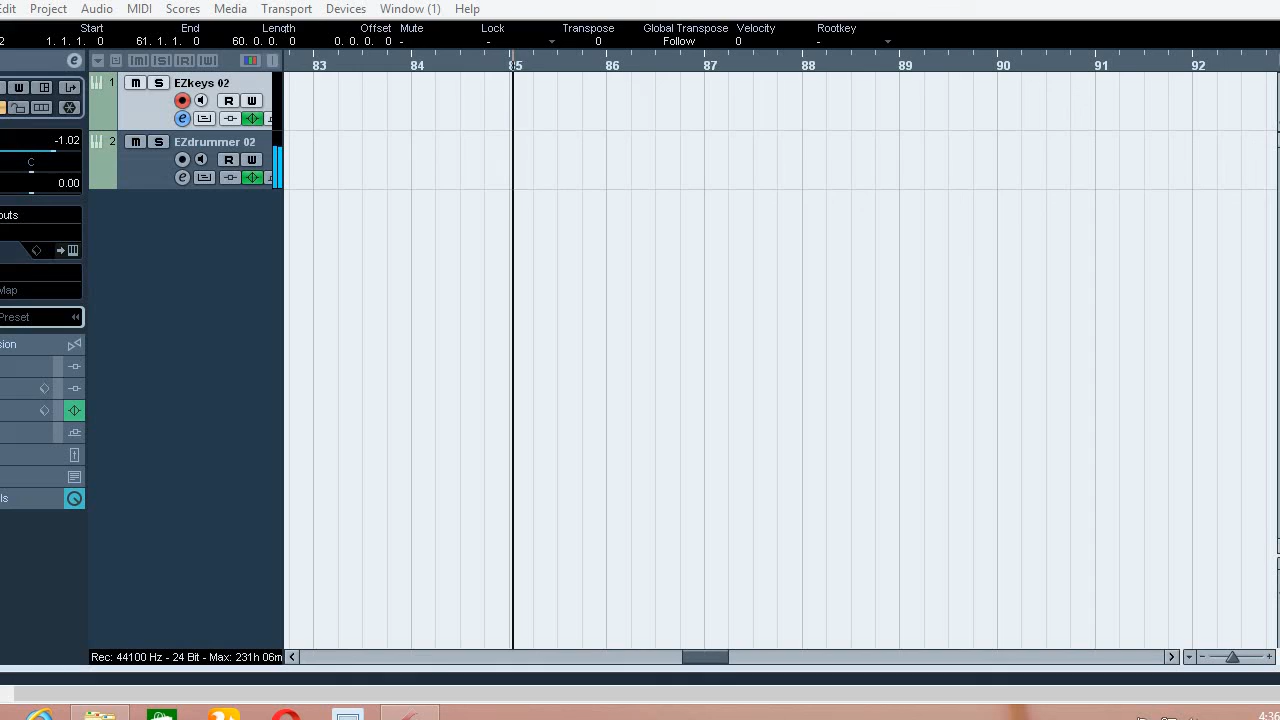 Edit Project Audio MIDI Scores Media Transport Devices Window (1) Help
Start End Length Offset Mute Lock Transpose Global Transpose Velocity Rootkey
2 1. 1. 1. 0 61. 1. 1. 0 60. 0. 0. 0 0. 0. 0. 0 - - 0 Follow 0 -
e [M] [S] [R] [W] 83 84 85 86 87 88 89 90 91 92
W 1 M S EZkeys 02
R W
e
-1.02 2 M S EZdrummer 02
C R W
0.00 e
outs
Map
Preset
sion
ls
Rec: 44100 Hz - 24 Bit - Max: 231h 06m